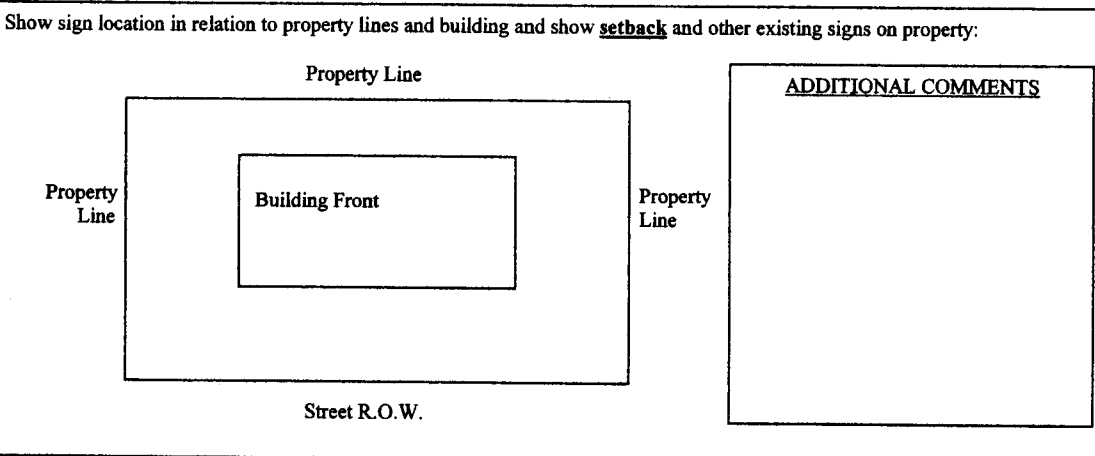 Show sign location in relation to property lines and building and show setback and other existing signs on property:
Property Line
Property
Line
Building Front
Property
Line
Street R.O.W.
ADDITIONAL COMMENTS